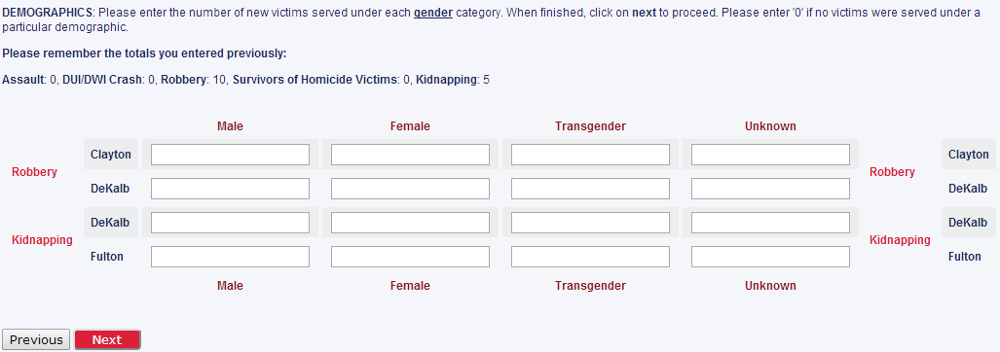 DEMOGRAPHICS: Please enter the number of new victims served under each gender category. When finished, click on next to proceed. Please enter '0' if no victims were served under a
particular demographic.
Please remember the totals you entered previously:
Assault: 0, DUI/DWI Crash: 0, Robbery: 10, Survivors of Homicide Victims: 0, Kidnapping: 5
Male Female Transgender Unknown
Clayton Clayton
Robbery Robbery
DeKalb DeKalb
DeKalb DeKalb
Kidnapping Kidnapping
Fulton Fulton
Male Female Transgender Unknown
Previous Next